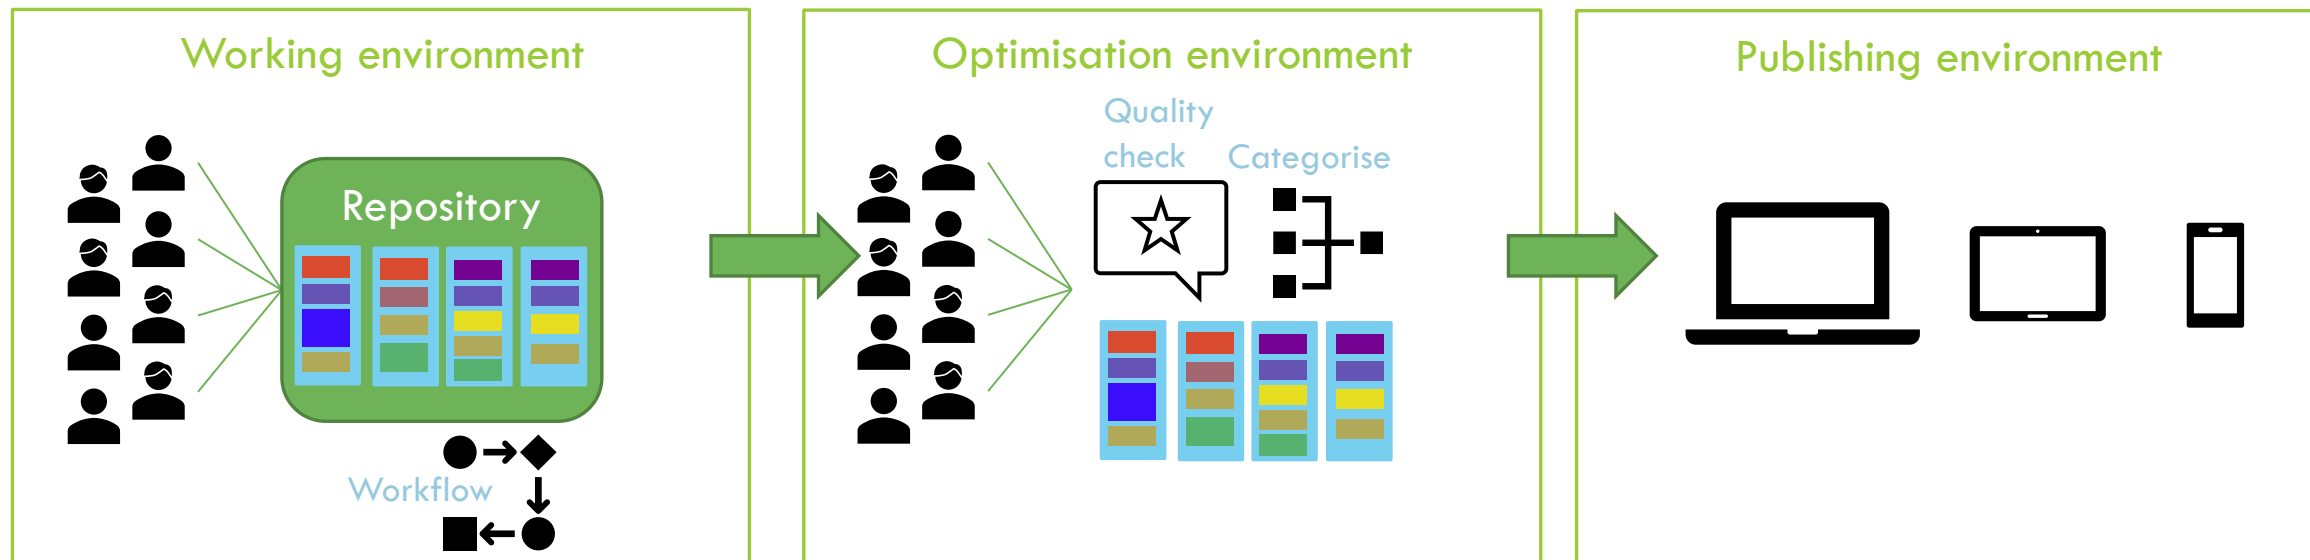 Working environment
Repository
Workflow
Optimisation environment
Quality
check
Categorise
Publishing environment